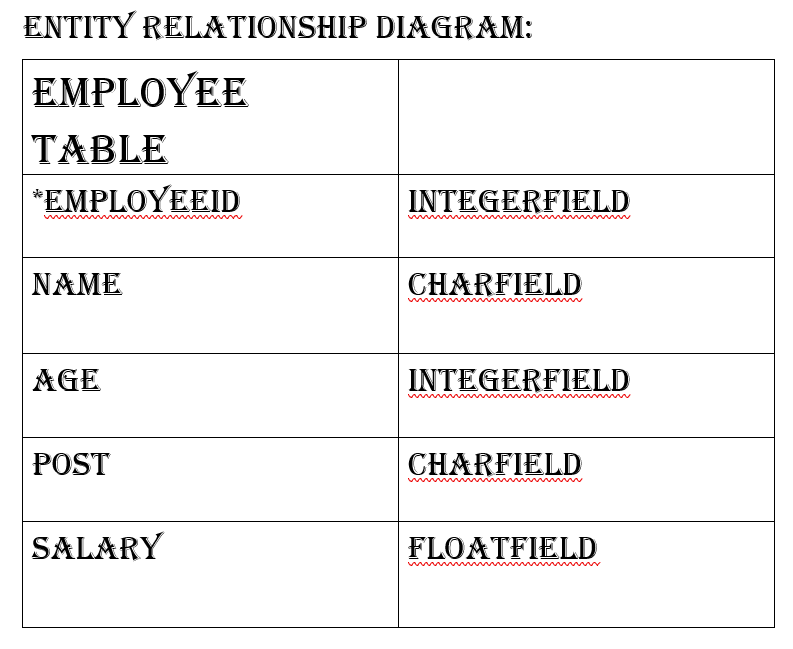 ENTITY RELATIONSHIP DIAGRAM:
EMPLOYEE
TABLE
*EMPLOYEEID INTEGERFIELD
NAME CHARFIELD
AGE INTEGERFIELD
POST CHARFIELD
SALARY FLOATFIELD